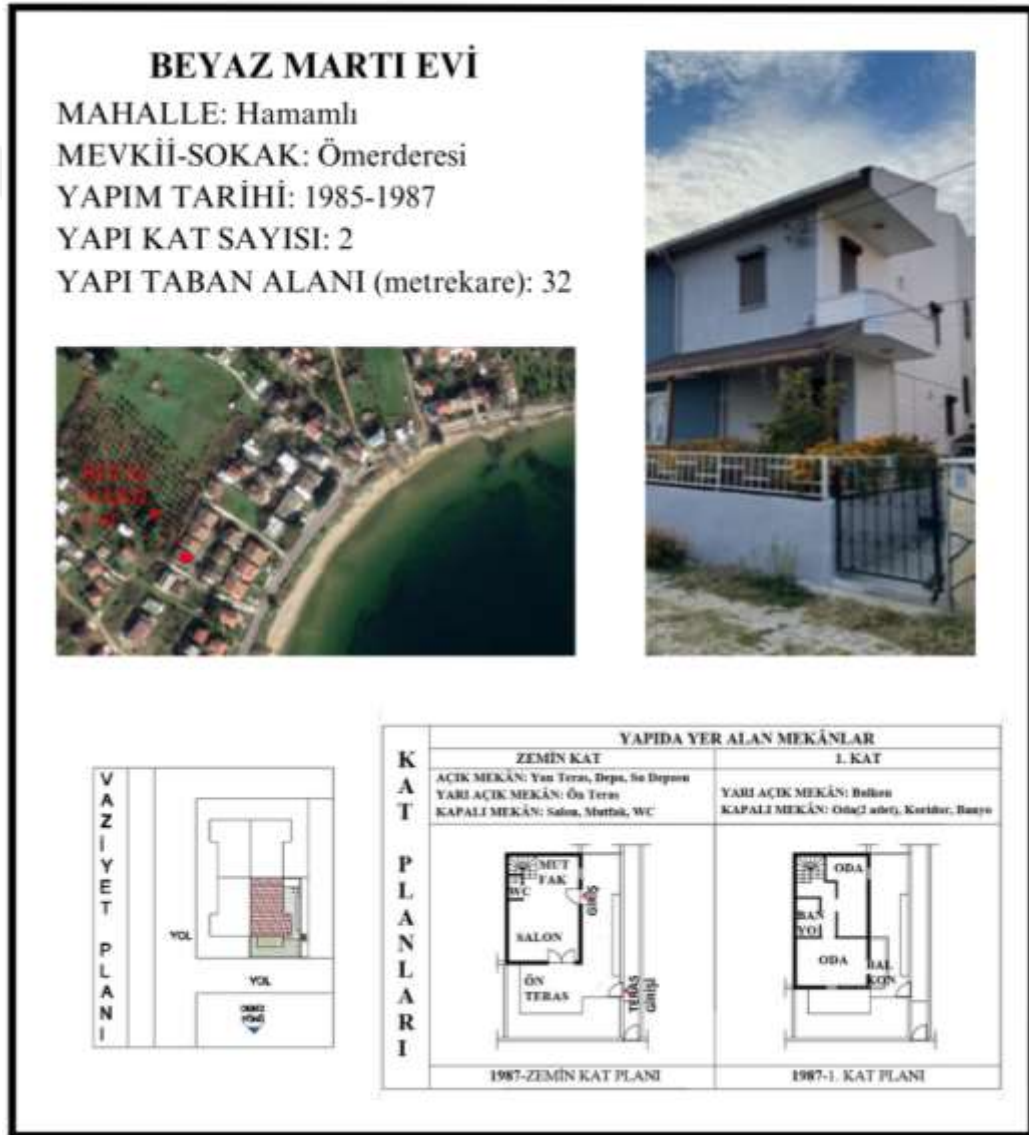 BEYAZ MARTI EVİ
MAHALLE: Hamamlı
MEVKİİ-SOKAK: Ömerderesi
YAPIM TARİHİ: 1985-1987
YAPI KAT SAYISI: 2
YAPI TABAN ALANI (metrekare): 32
VAZİYET PLANI
YOL
YOL
KAT PLANLARI
YAPIDA YER ALAN MEKÂNLAR
ZEMİN KAT
1. KAT
AÇIK MEKÂN: Yan Teras, Depo, Su Deposu
YARI AÇIK MEKÂN: Ön Teras
KAPALI MEKÂN: Salon, Mutfak, WC
YARI AÇIK MEKÂN: Balkon
KAPALI MEKÂN: Oda(2 adet), Koridor, Banyo
MUT
FAK
WC
GİRİŞ
SALON
ÖN
TERAS
TERAS
GİRİŞİ
ODA
BAN
YO
ODA
BAL
KON
1987-ZEMİN KAT PLANI
1987-1. KAT PLANI